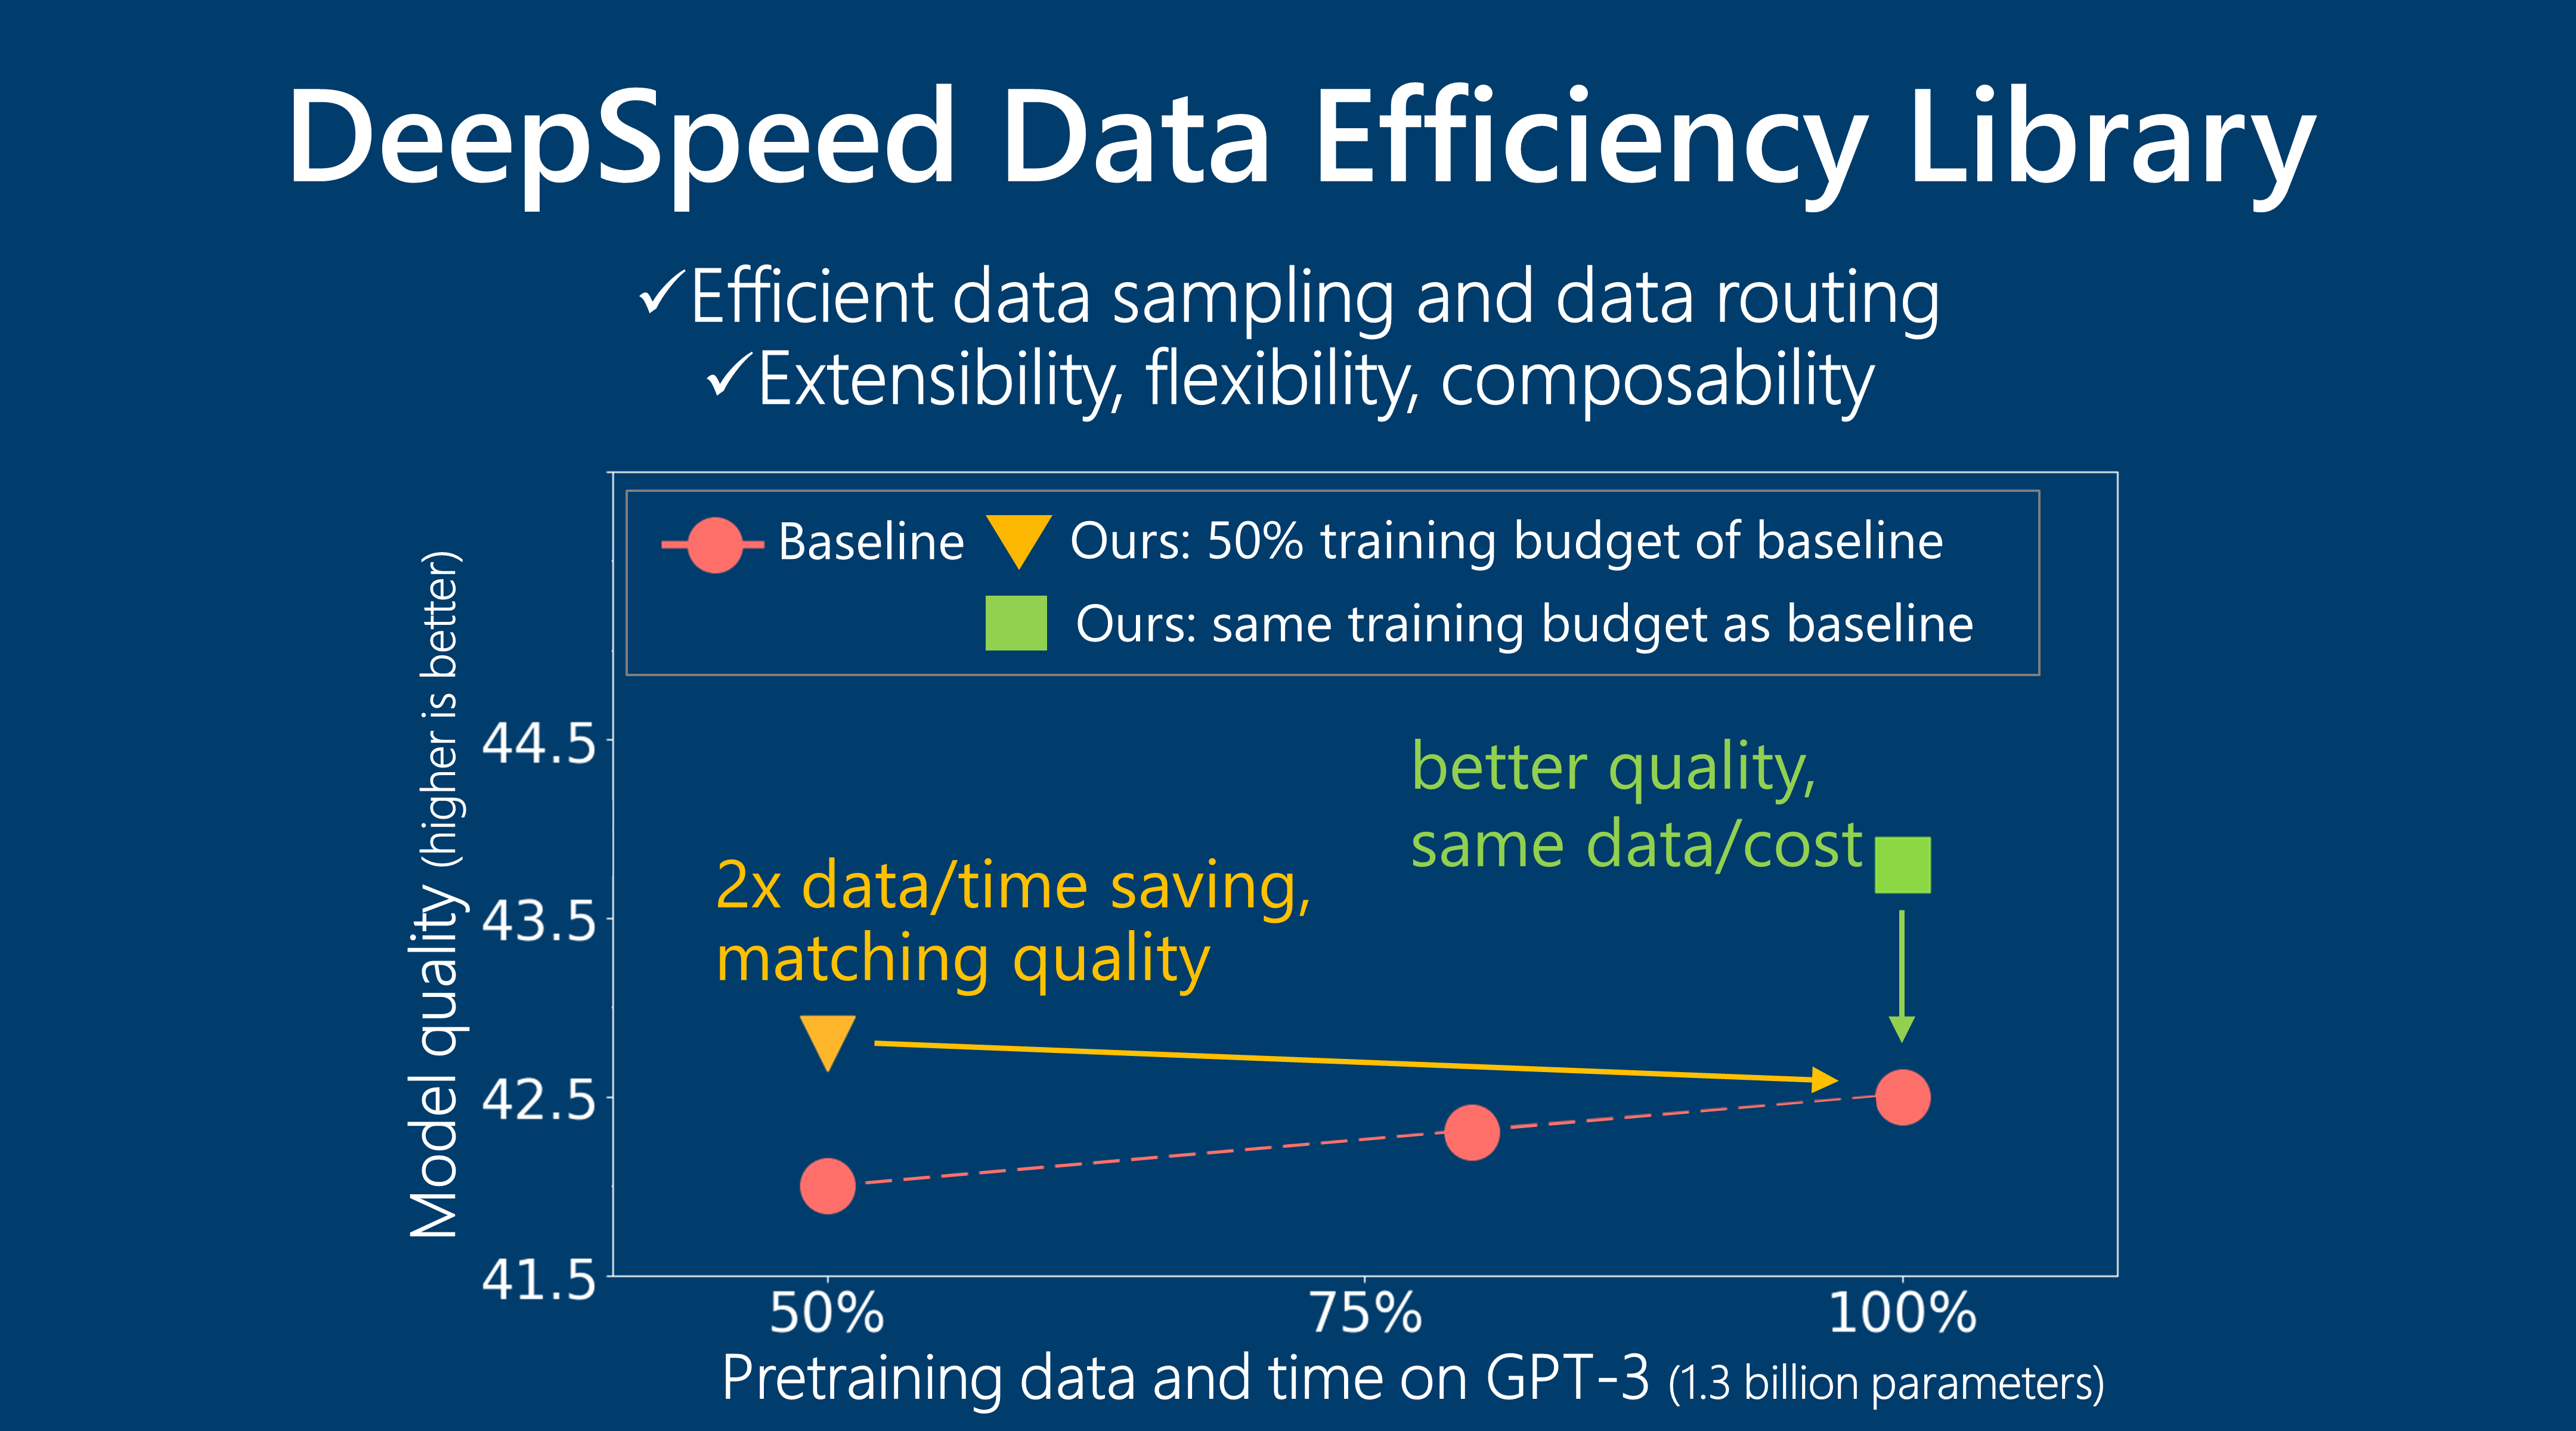 DeepSpeed Data Efficiency Library
✓Efficient data sampling and data routing
✓Extensibility, flexibility, composability
Baseline
Ours: 50% training budget of baseline
Ours: same training budget as baseline
Model quality (higher is better)
44.5
43.5
42.5
41.5
better quality,
same data/cost
2x data/time saving,
matching quality
50%
75%
100%
Pretraining data and time on GPT-3 (1.3 billion parameters)